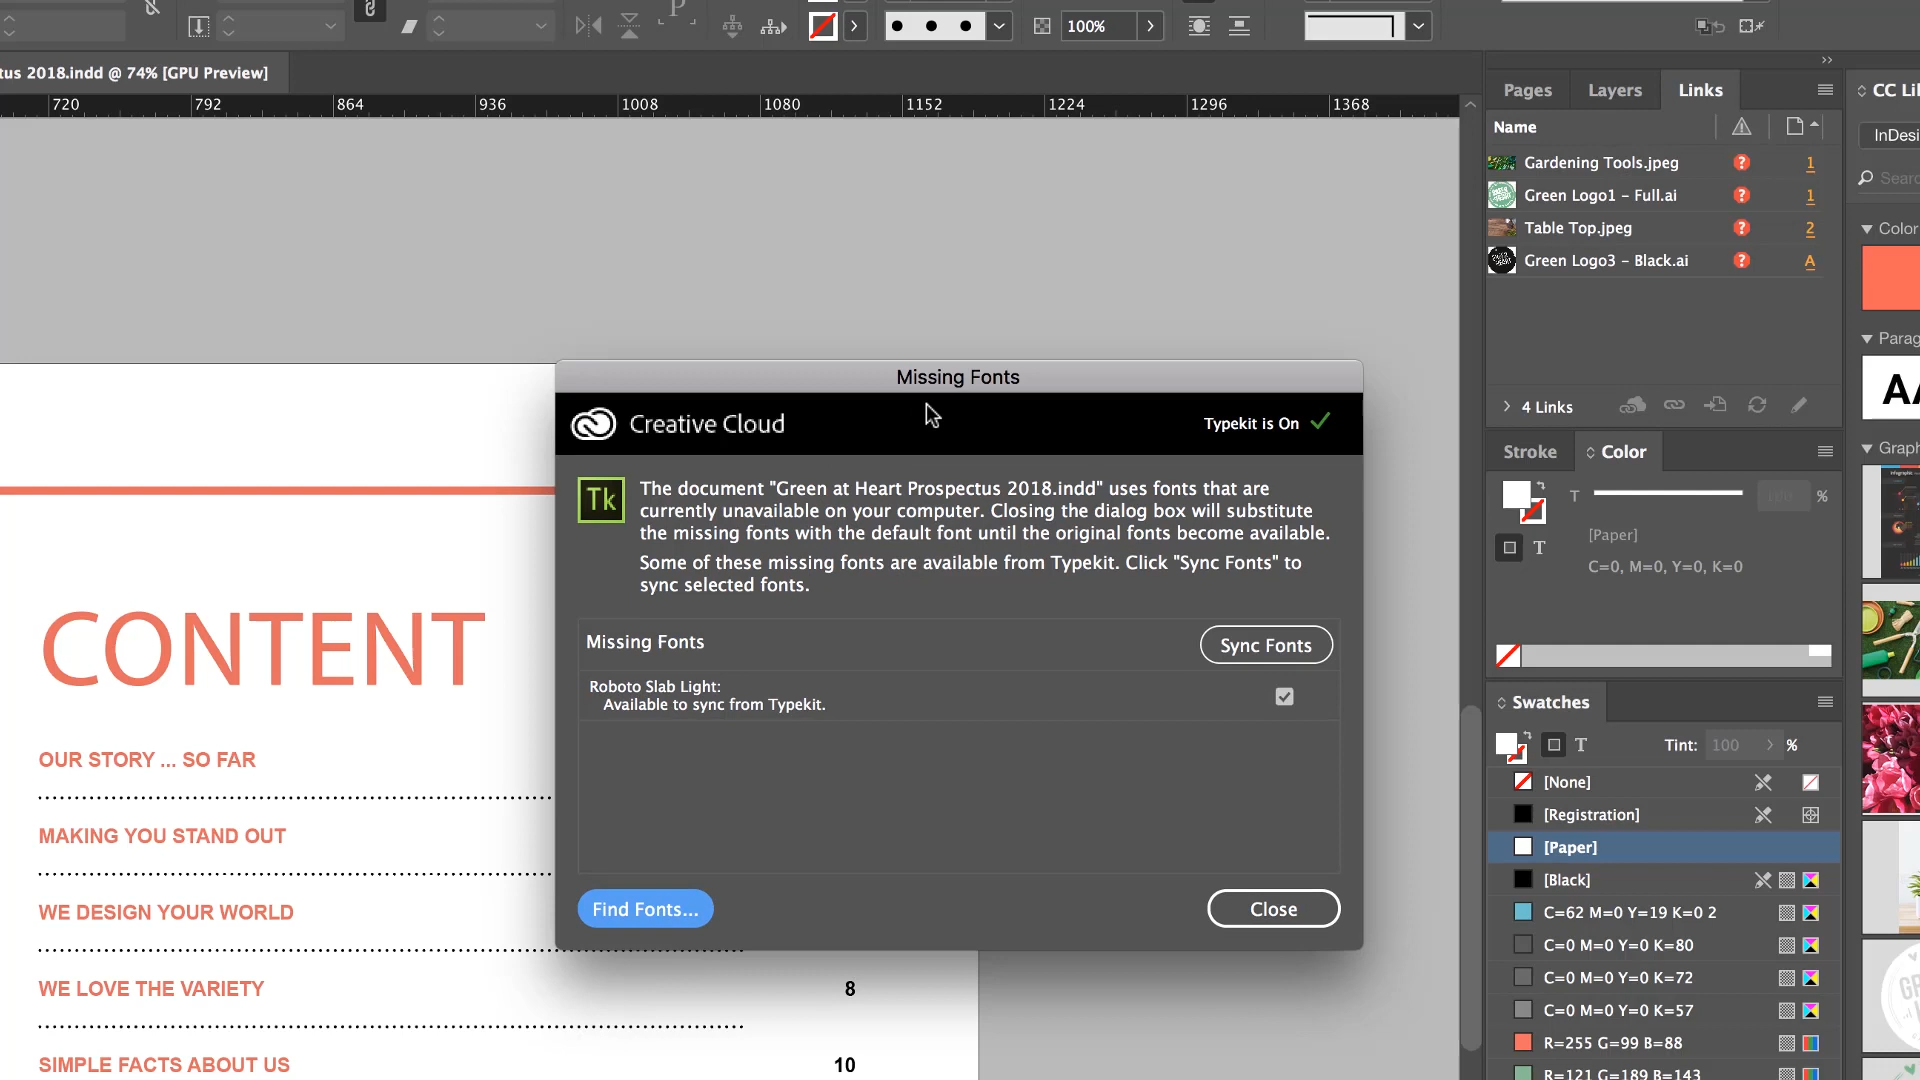 100%
tus 2018.indd @ 74% [GPU Preview]
720 792 864 936 1008 1080 1152 1224 1296 1368
Pages Layers Links
CC Li
Name
InDesi
Gardening Tools.jpeg 1
Searc
Green Logo1 - Full.ai 1
Table Top.jpeg 2
Color
Green Logo3 - Black.ai A
Parag
Missing Fonts
4 Links
Creative Cloud
Typekit is On
Stroke Color
Graph
Tk
The document "Green at Heart Prospectus 2018.indd" uses fonts that are
currently unavailable on your computer. Closing the dialog box will substitute
the missing fonts with the default font until the original fonts become available.
Some of these missing fonts are available from Typekit. Click "Sync Fonts" to
sync selected fonts.
T %
[Paper]
T
C=0, M=0, Y=0, K=0
Missing Fonts
Sync Fonts
Roboto Slab Light:
Available to sync from Typekit.
Find Fonts...
Close
CONTENT
OUR STORY ... SO FAR
MAKING YOU STAND OUT
WE DESIGN YOUR WORLD
WE LOVE THE VARIETY 8
SIMPLE FACTS ABOUT US 10
Swatches
T Tint: 100 %
[None]
[Registration]
[Paper]
[Black]
C=62 M=0 Y=19 K=0 2
C=0 M=0 Y=0 K=80
C=0 M=0 Y=0 K=72
C=0 M=0 Y=0 K=57
R=255 G=99 B=88
R=121 G=189 B=143